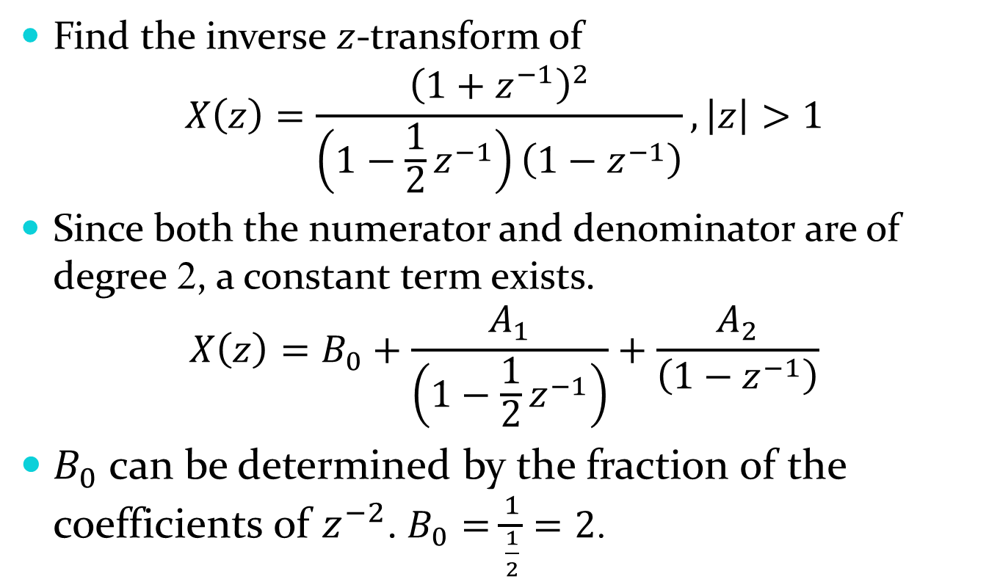 • Find the inverse z-transform of
X(z) = \frac{(1 + z^{-1})^2}{\left(1 - \frac{1}{2}z^{-1}\right)(1 - z^{-1})}, |z| > 1
• Since both the numerator and denominator are of
degree 2, a constant term exists.
X(z) = B_0 + \frac{A_1}{\left(1 - \frac{1}{2}z^{-1}\right)} + \frac{A_2}{(1 - z^{-1})}
• B_0 can be determined by the fraction of the
coefficients of z^{-2}. B_0 = \frac{1}{\frac{1}{2}} = 2.